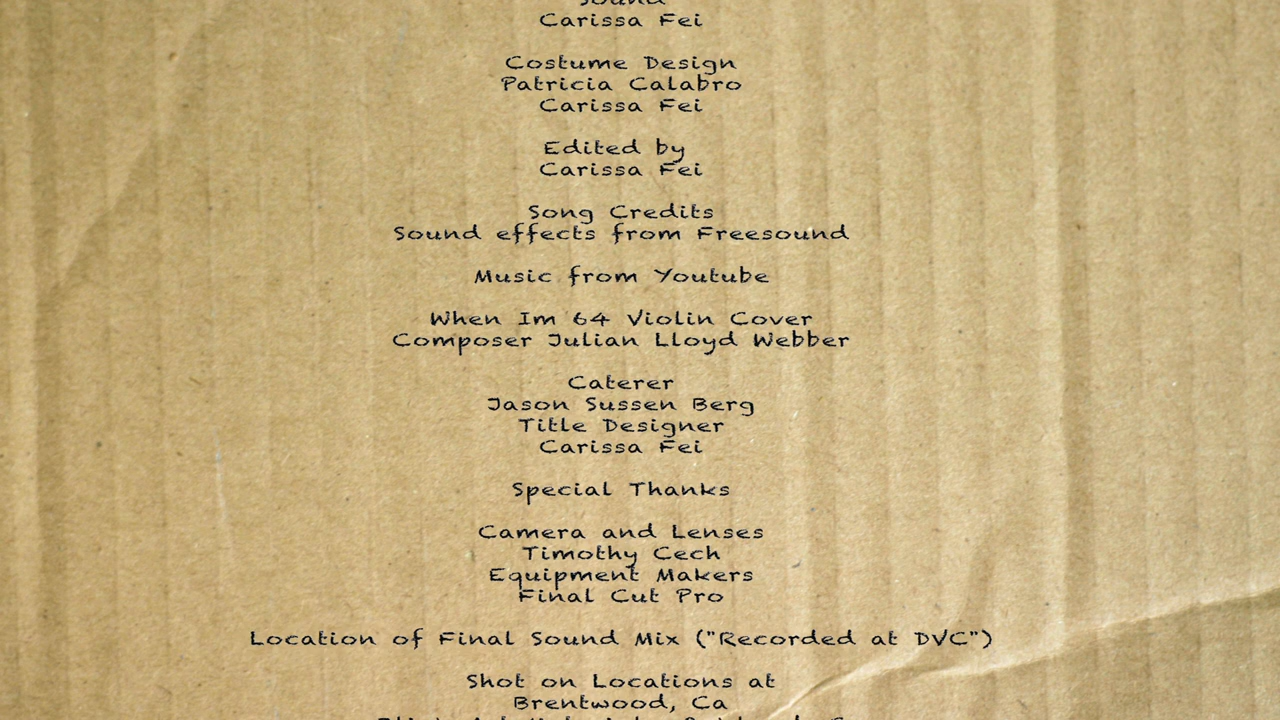 Sound
Carissa Fei
Costume Design
Patricia Calabro
Carissa Fei
Edited by
Carissa Fei
Song Credits
Sound effects from Freesound
Music from Youtube
When Im 64 Violin Cover
Composer Julian Lloyd Webber
Caterer
Jason Sussen Berg
Title Designer
Carissa Fei
Special Thanks
Camera and Lenses
Timothy Cech
Equipment Makers
Final Cut Pro
Location of Final Sound Mix ("Recorded at DVC")
Shot on Locations at
Brentwood, Ca